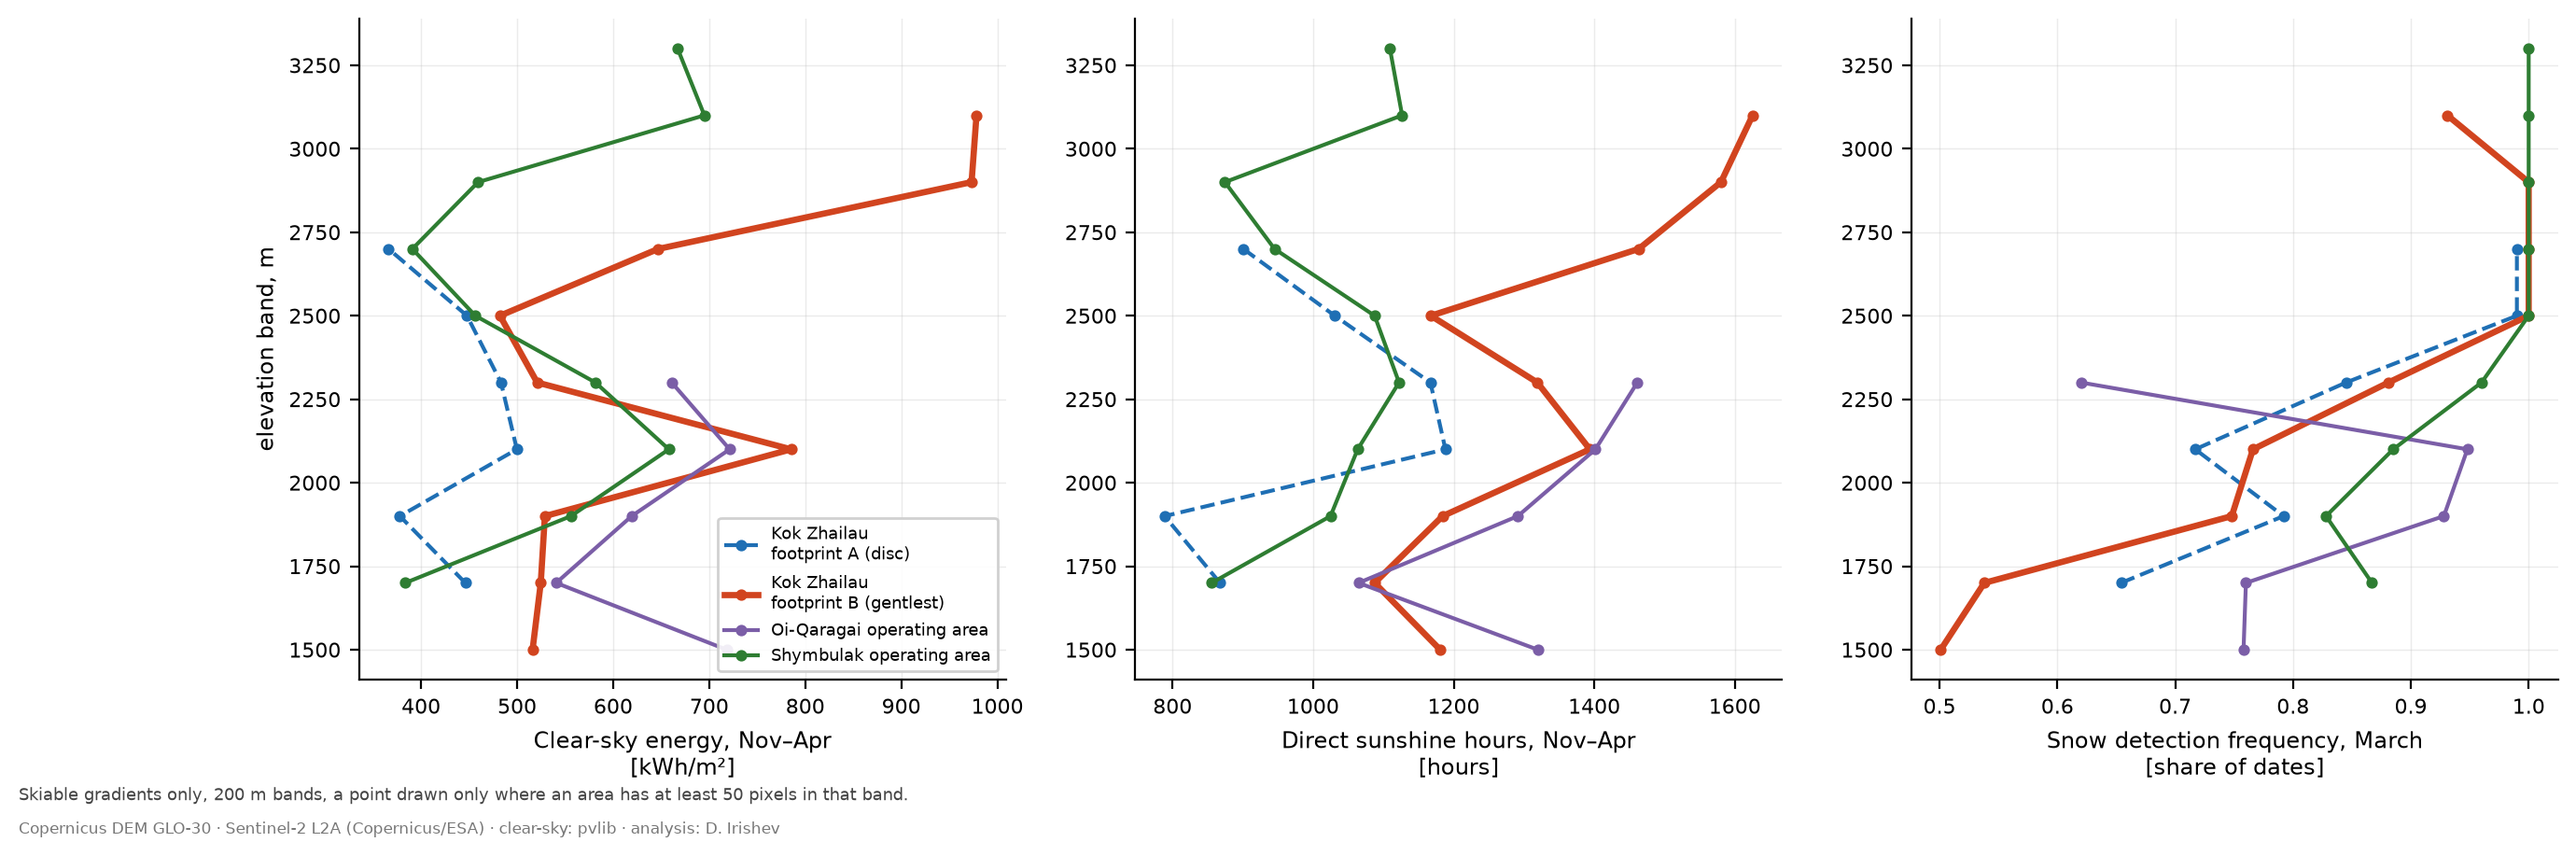 3250
3000
2750
2500
2250
2000
1750
1500
elevation band, m
400 500 600 700 800 900 1000
Clear-sky energy, Nov–Apr
[kWh/m²]
Kok Zhailau
footprint A (disc)
Kok Zhailau
footprint B (gentlest)
Oi-Qaragai operating area
Shymbulak operating area
3250
3000
2750
2500
2250
2000
1750
1500
800 1000 1200 1400 1600
Direct sunshine hours, Nov–Apr
[hours]
3250
3000
2750
2500
2250
2000
1750
1500
0.5 0.6 0.7 0.8 0.9 1.0
Snow detection frequency, March
[share of dates]
Skiable gradients only, 200 m bands, a point drawn only where an area has at least 50 pixels in that band.
Copernicus DEM GLO-30 · Sentinel-2 L2A (Copernicus/ESA) · clear-sky: pvlib · analysis: D. Irishev